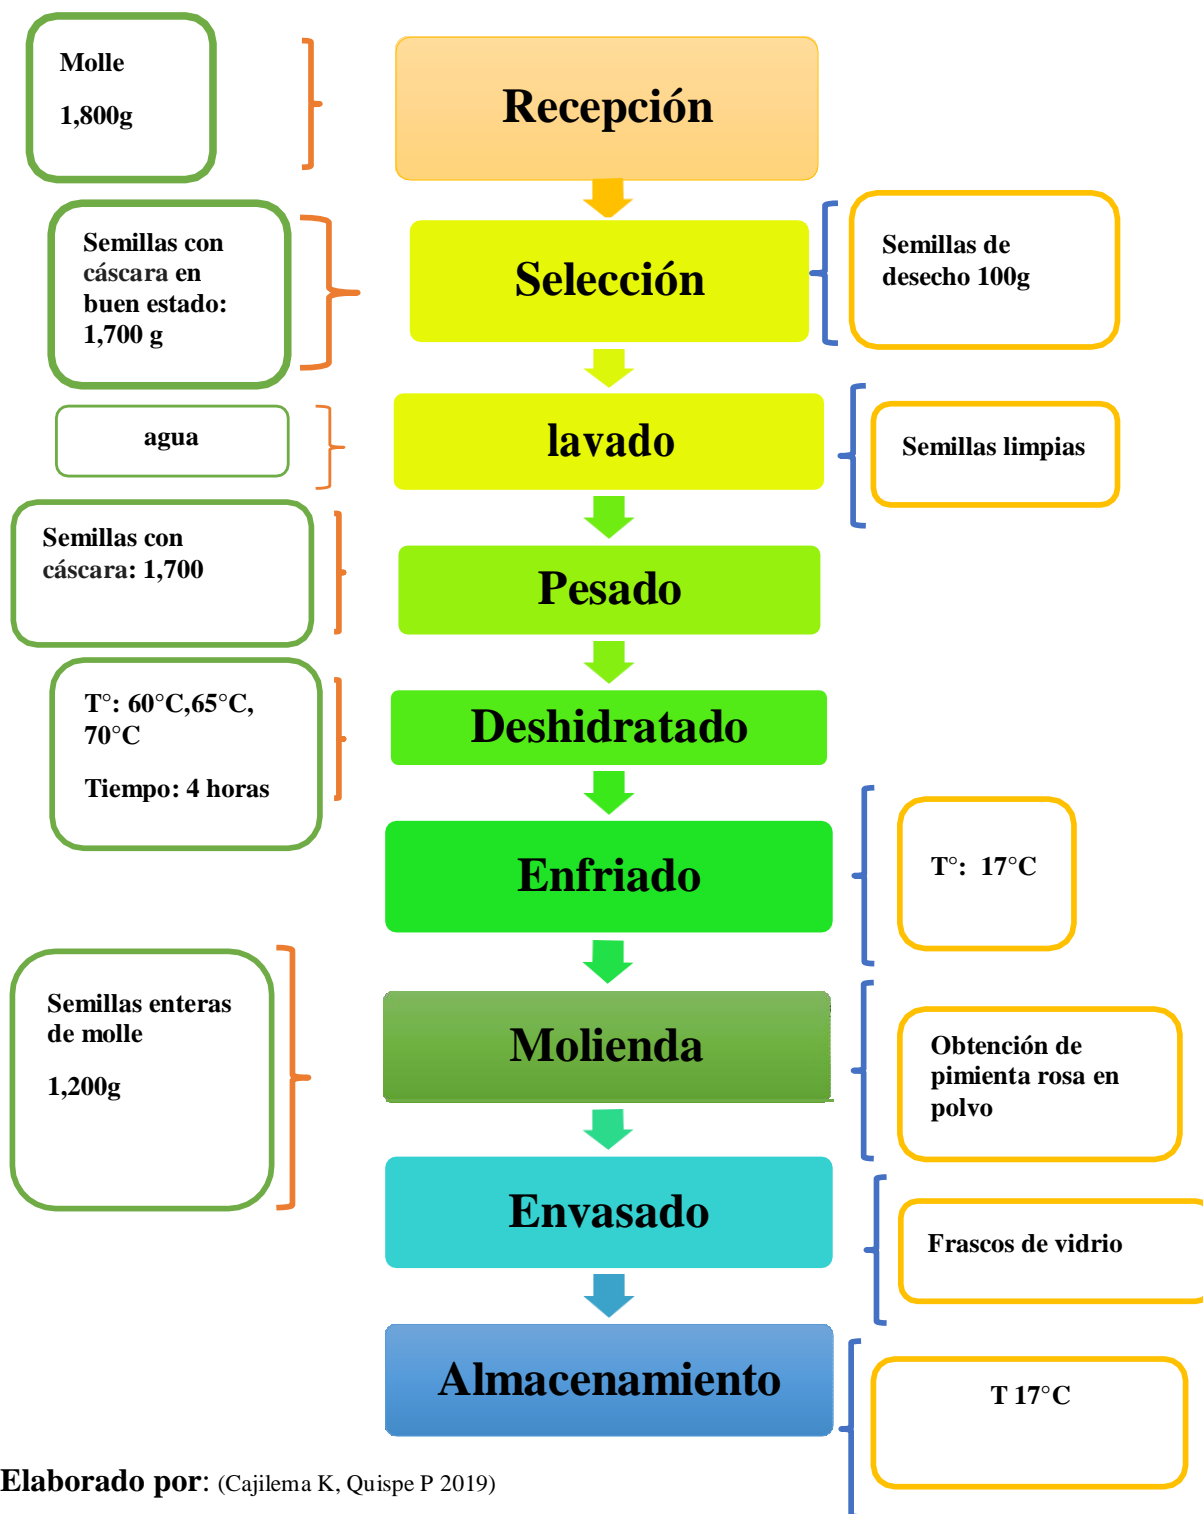 Molle
1,800g
Recepción
Semillas con
cáscara en
buen estado:
1,700 g
Selección
Semillas de
desecho 100g
agua
lavado
Semillas limpias
Semillas con
cáscara: 1,700
Pesado
T°: 60°C,65°C,
70°C
Tiempo: 4 horas
Deshidratado
Enfriado
T°: 17°C
Semillas enteras
de molle
1,200g
Molienda
Obtención de
pimienta rosa en
polvo
Envasado
Frascos de vidrio
Almacenamiento
T 17°C
Elaborado por: (Cajilema K, Quispe P 2019)